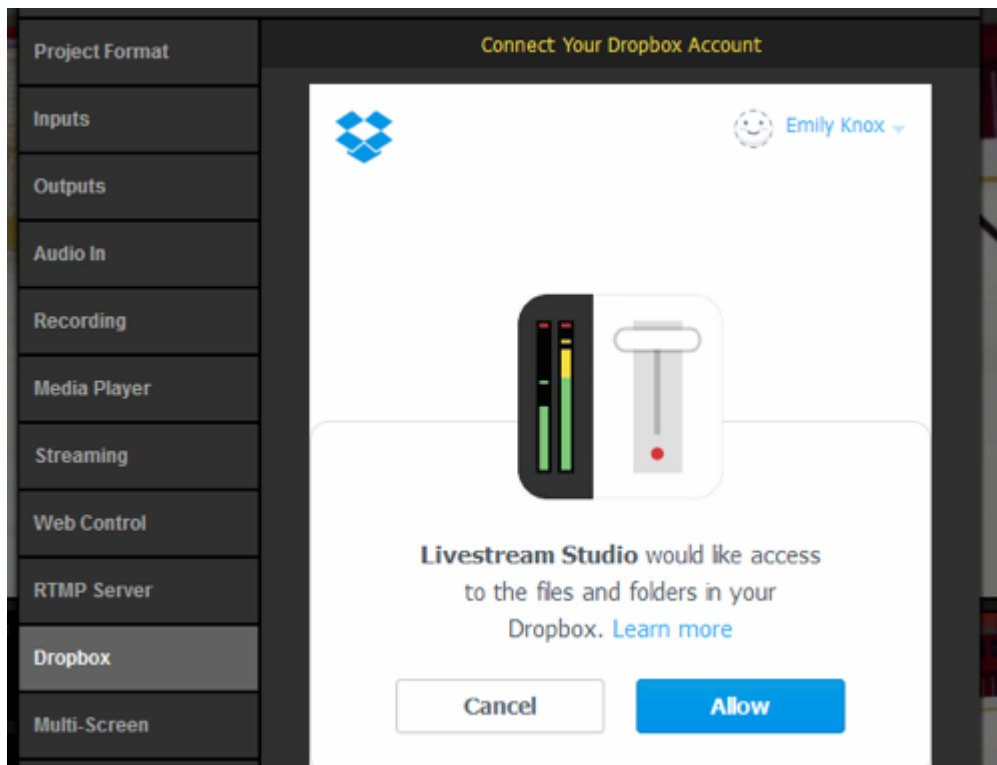 Project Format
Inputs
Outputs
Audio In
Recording
Media Player
Streaming
Web Control
RTMP Server
Dropbox
Multi-Screen
Connect Your Dropbox Account
Emily Knox
Livestream Studio would like access
to the files and folders in your
Dropbox. Learn more
Cancel
Allow